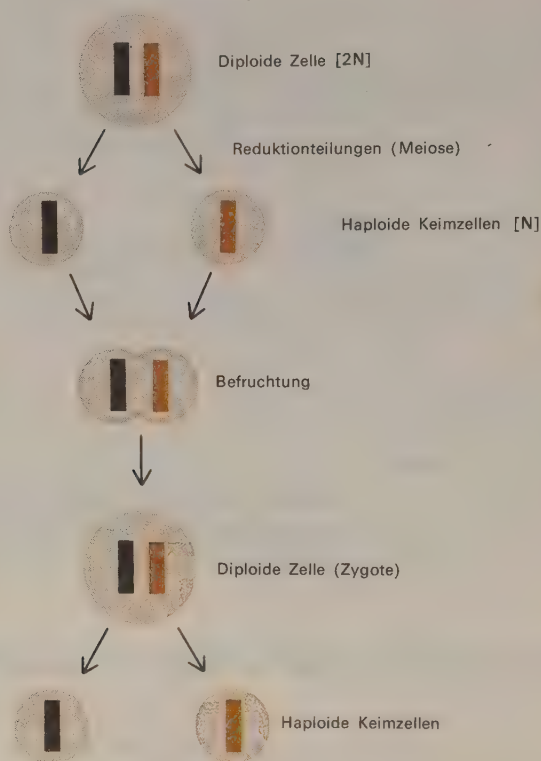 Diploide Zelle [2N]
Reduktionteilungen (Meiose)
Haploide Keimzellen [N]
Befruchtung
Diploide Zelle (Zygote)
Haploide Keimzellen